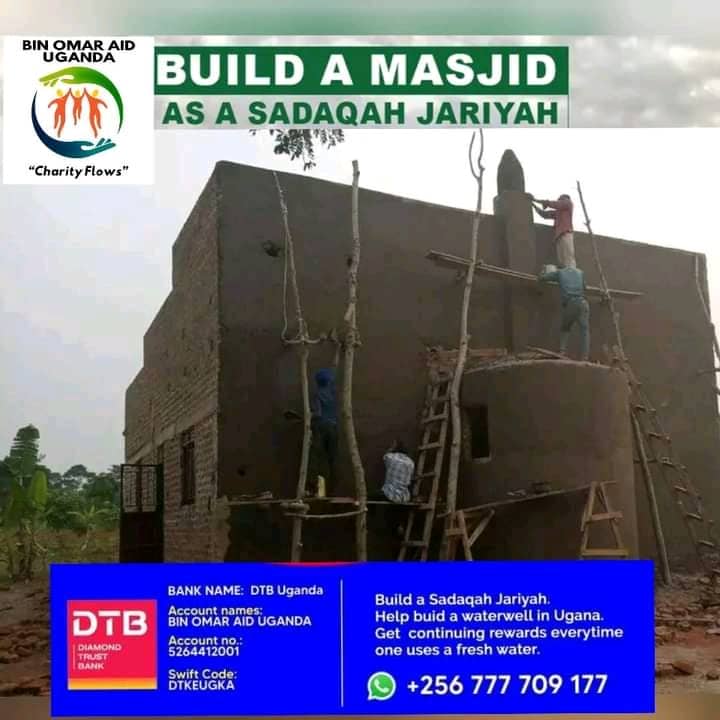 BIN OMAR AID
UGANDA
"Charity Flows"
BUILD A MASJID
AS A SADAQAH JARIYAH
DTB
DIAMOND
TRUST
BANK
BANK NAME: DTB Uganda
Account names:
BIN OMAR AID UGANDA
Account no.:
5264412001
Swift Code:
DTKEUGKA
Build a Sadaqah Jariyah.
Help buid a waterwell in Ugana.
Get continuing rewards everytime
one uses a fresh water.
+256 777 709 177